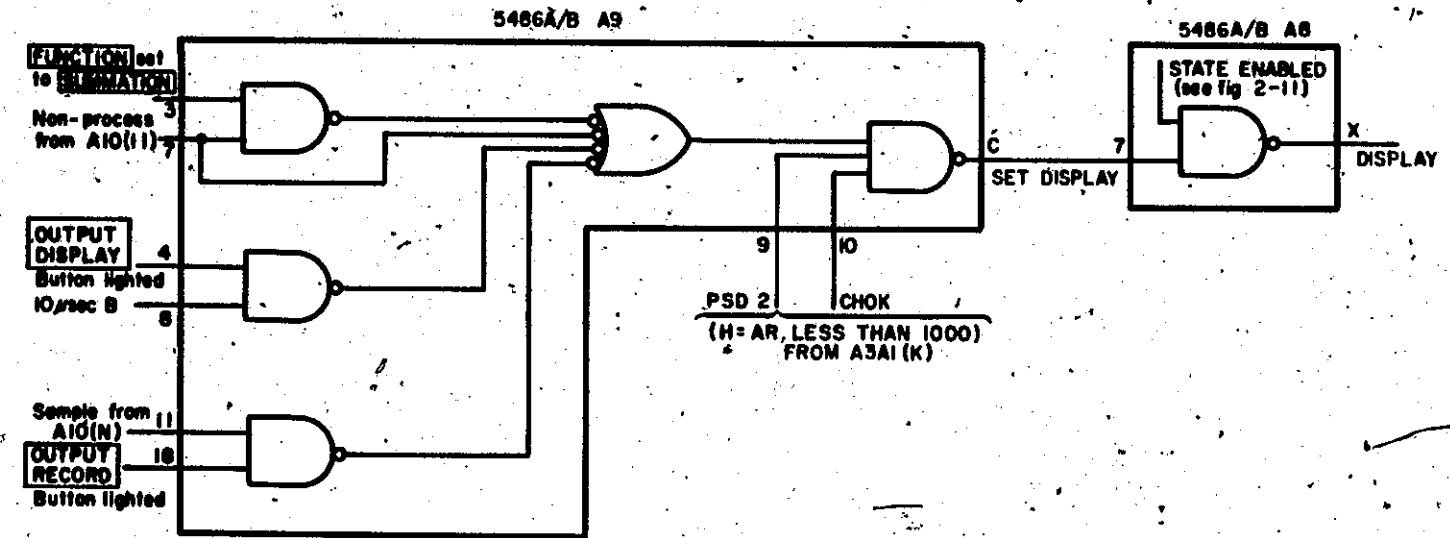 5486A/B A9
5486A/B A8
FUNCTION set
to SUMMATION
3
Non-process
from A10(11)
7
STATE ENABLED
(see fig 2-11)
C
7
X
SET DISPLAY
DISPLAY
OUTPUT
DISPLAY
4
Button lighted
10μsec B
9
10
PSD 2
CHOK
(H=AR, LESS THAN 1000)
FROM A3A1(K)
Sample from
A10(N)
11
OUTPUT
RECORD
Button lighted